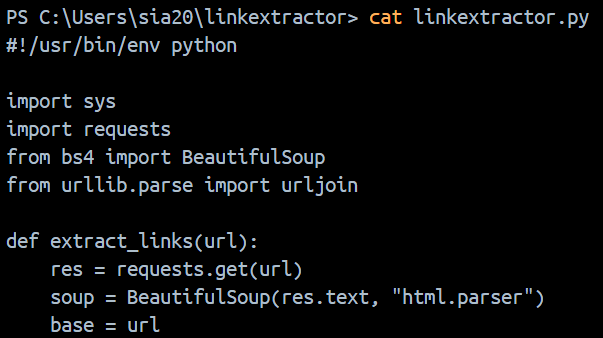 PS C:\Users\sia20\linkextractor> cat linkextractor.py
#!/usr/bin/env python

import sys
import requests
from bs4 import BeautifulSoup
from urllib.parse import urljoin

def extract_links(url):
    res = requests.get(url)
    soup = BeautifulSoup(res.text, "html.parser")
    base = url